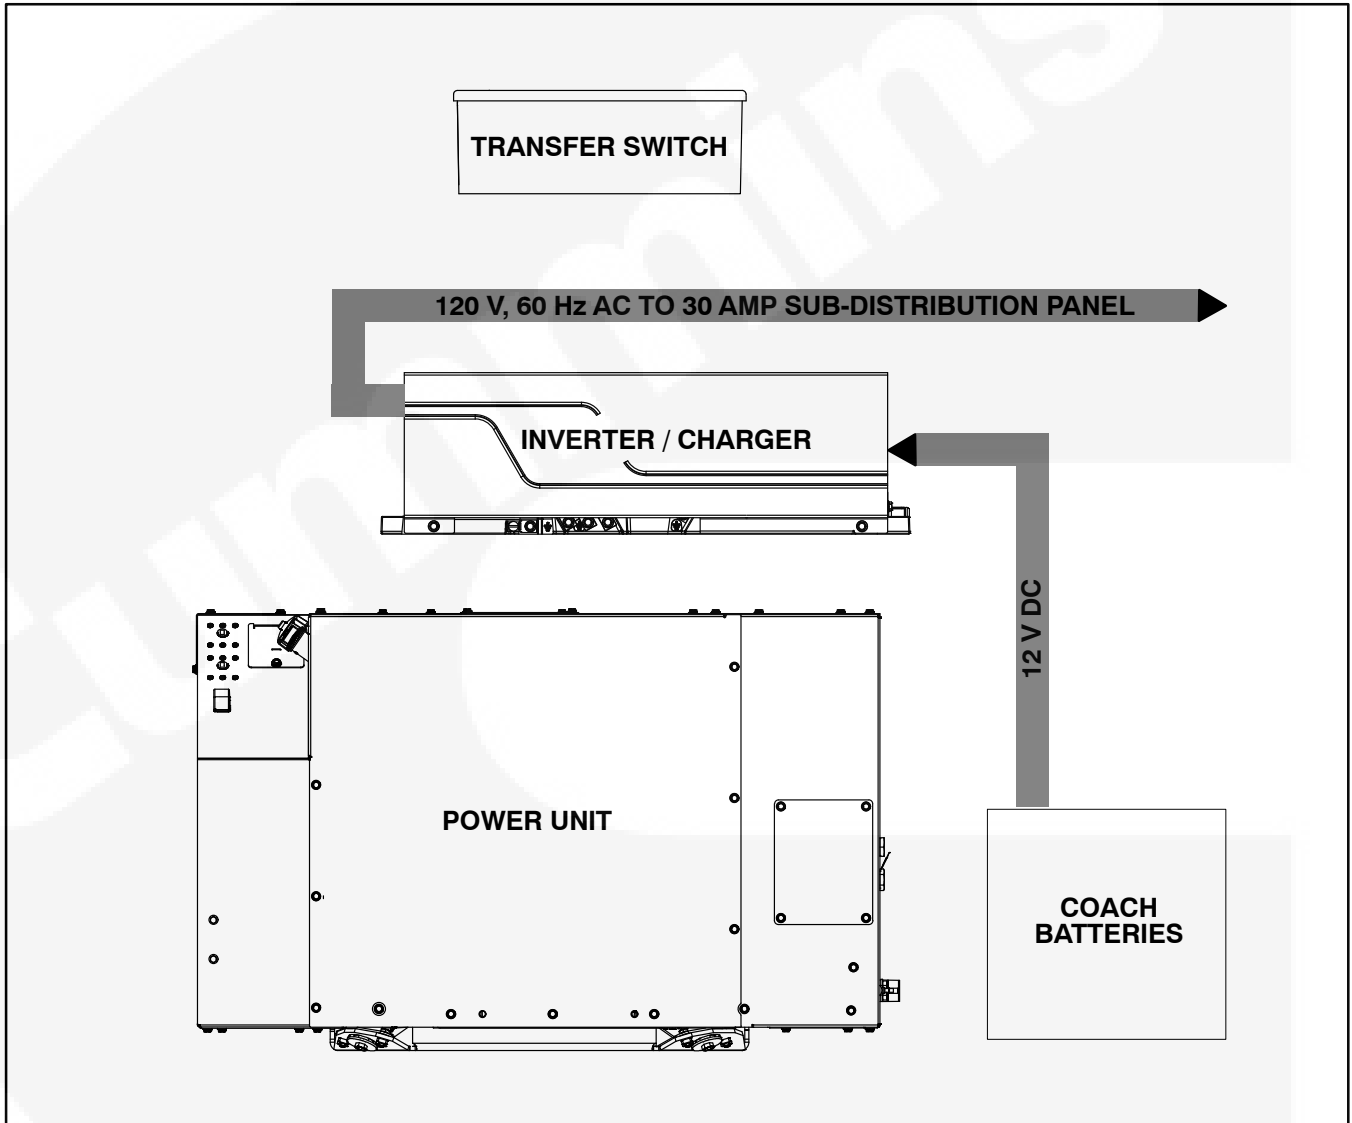 TRANSFER SWITCH
120 V, 60 Hz AC TO 30 AMP SUB-DISTRIBUTION PANEL
INVERTER / CHARGER
12 V DC
POWER UNIT
COACH
BATTERIES
Cummins